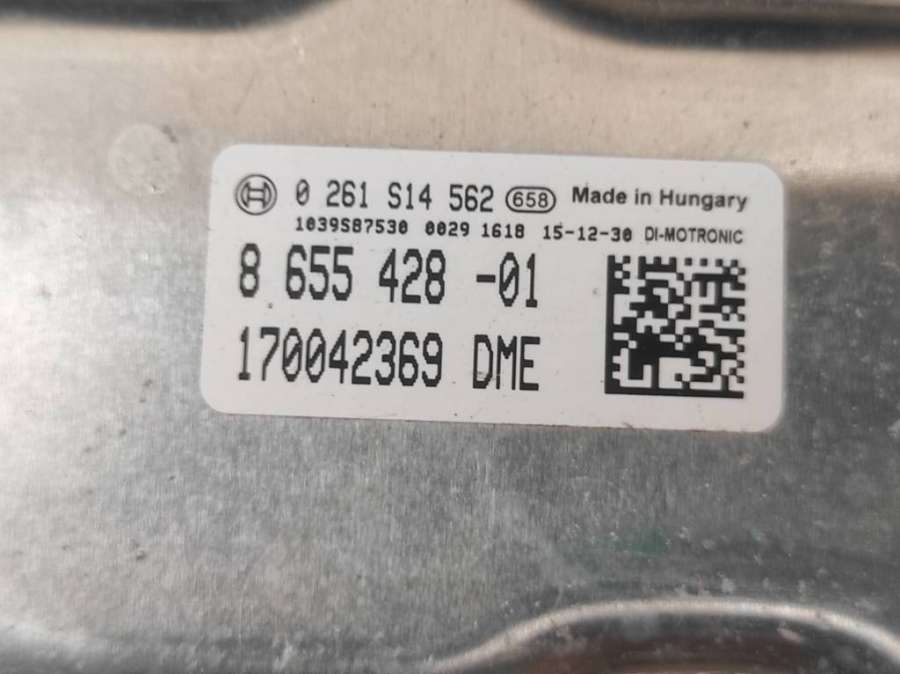 0 261 S14 562 658 Made in Hungary
1039S87530 0029 1618 15-12-30 DI-MOTRONIC
8 655 428 -01
170042369 DME